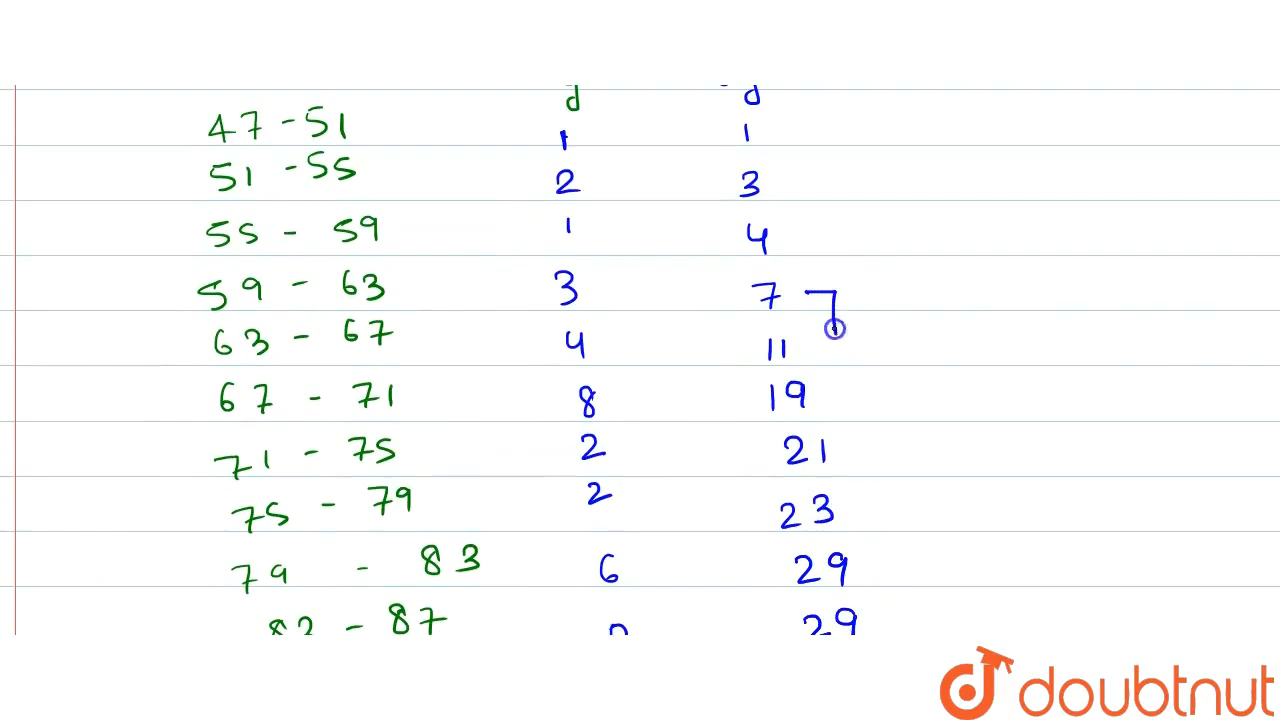 d d
47 - 51 1 1
51 - 55 2 3
55 - 59 1 4
59 - 63 3 7
63 - 67 4 11
67 - 71 8 19
71 - 75 2 21
75 - 79 2 23
79 - 83 6 29
83 - 87 29
doubtnut